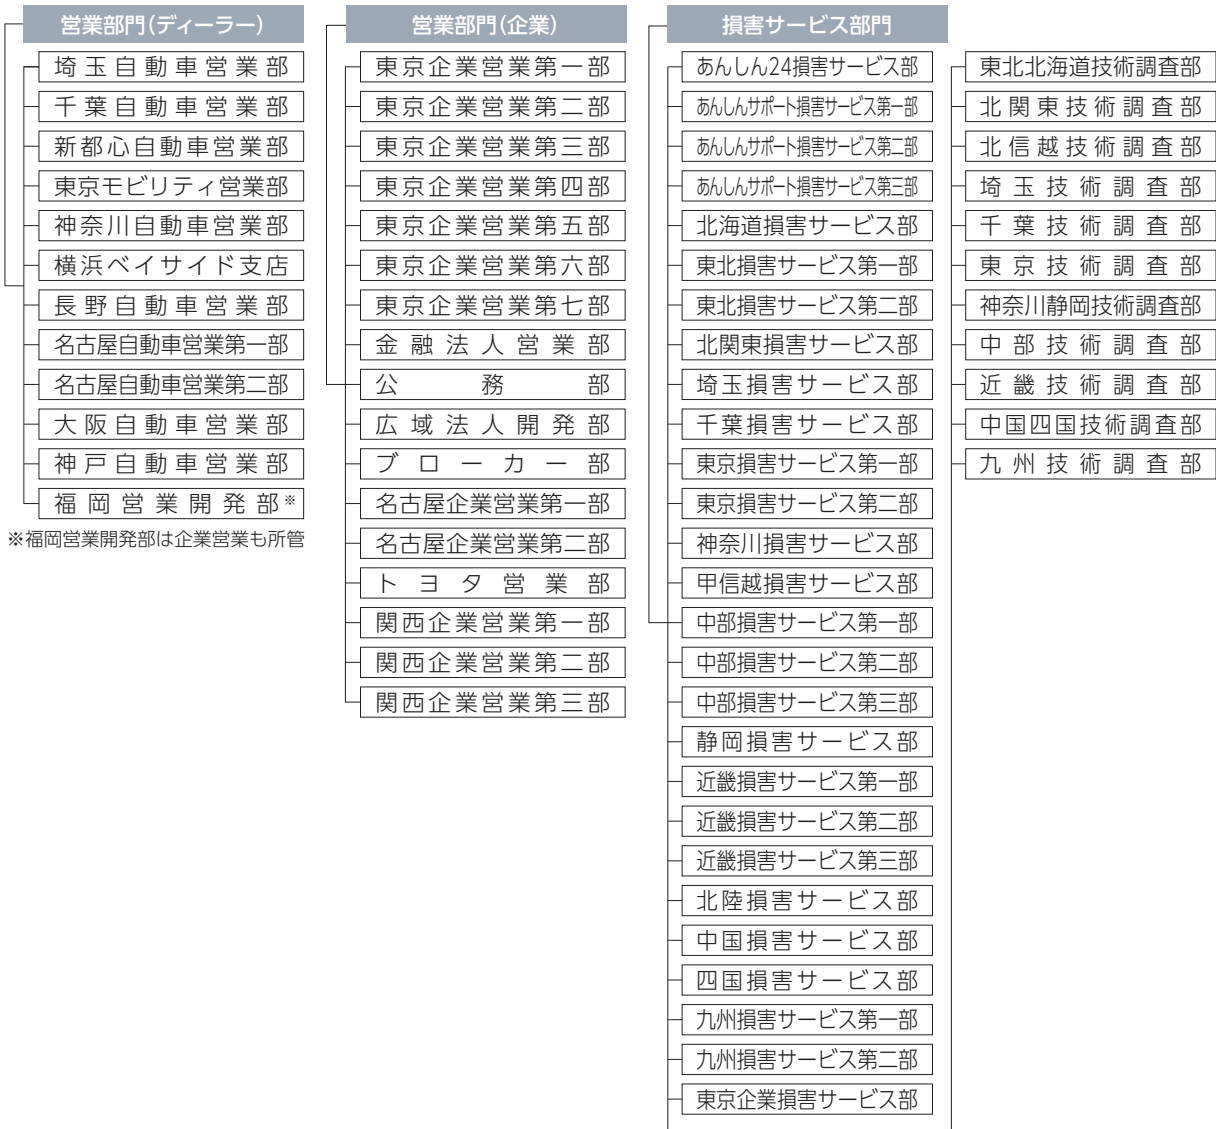 営業部門(ディーラー)
埼玉自動車営業部
千葉自動車営業部
新都心自動車営業部
東京モビリティ営業部
神奈川自動車営業部
横浜ベイサイド支店
長野自動車営業部
名古屋自動車営業第一部
名古屋自動車営業第二部
大阪自動車営業部
神戸自動車営業部
福岡営業開発部※
※福岡営業開発部は企業営業も所管
営業部門(企業)
東京企業営業第一部
東京企業営業第二部
東京企業営業第三部
東京企業営業第四部
東京企業営業第五部
東京企業営業第六部
東京企業営業第七部
金融法人営業部
公務部
広域法人開発部
ブローカー部
名古屋企業営業第一部
名古屋企業営業第二部
トヨタ営業部
関西企業営業第一部
関西企業営業第二部
関西企業営業第三部
損害サービス部門
あんしん24損害サービス部
あんしんサポート損害サービス第一部
あんしんサポート損害サービス第二部
あんしんサポート損害サービス第三部
北海道損害サービス部
東北損害サービス第一部
東北損害サービス第二部
北関東損害サービス部
埼玉損害サービス部
千葉損害サービス部
東京損害サービス第一部
東京損害サービス第二部
神奈川損害サービス部
甲信越損害サービス部
中部損害サービス第一部
中部損害サービス第二部
中部損害サービス第三部
静岡損害サービス部
近畿損害サービス第一部
近畿損害サービス第二部
近畿損害サービス第三部
北陸損害サービス部
中国損害サービス部
四国損害サービス部
九州損害サービス第一部
九州損害サービス第二部
東京企業損害サービス部
東北北海道技術調査部
北関東技術調査部
北信越技術調査部
埼玉技術調査部
千葉技術調査部
東京技術調査部
神奈川静岡技術調査部
中部技術調査部
近畿技術調査部
中国四国技術調査部
九州技術調査部